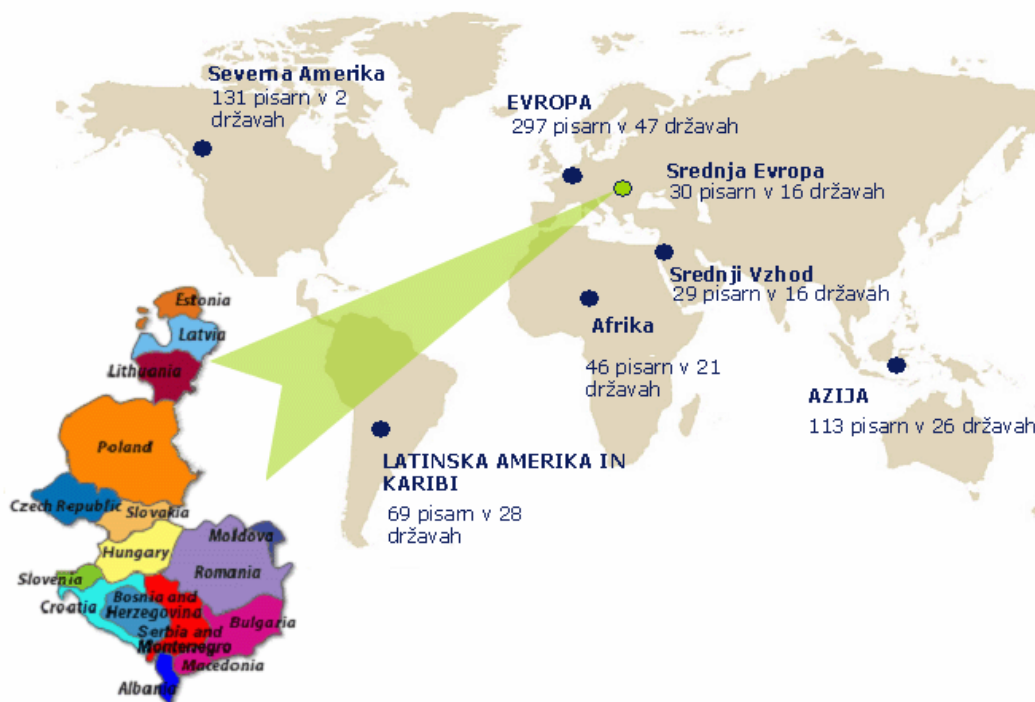 Severna Amerika
131 pisarn v 2
državah
EVROPA
297 pisarn v 47 državah
Srednja Evropa
30 pisarn v 16 državah
Srednji Vzhod
29 pisarn v 16 državah
Afrika
46 pisarn v 21
državah
AZIJA
113 pisarn v 26 državah
LATINSKA AMERIKA IN
KARIBI
69 pisarn v 28
državah
Estonia
Latvia
Lithuania
Poland
Czech Republic
Slovakia
Moldova
Hungary
Romania
Slovenia
Croatia
Bosnia and
Herzegovina
Bulgaria
Serbia and
Montenegro
Macedonia
Albania